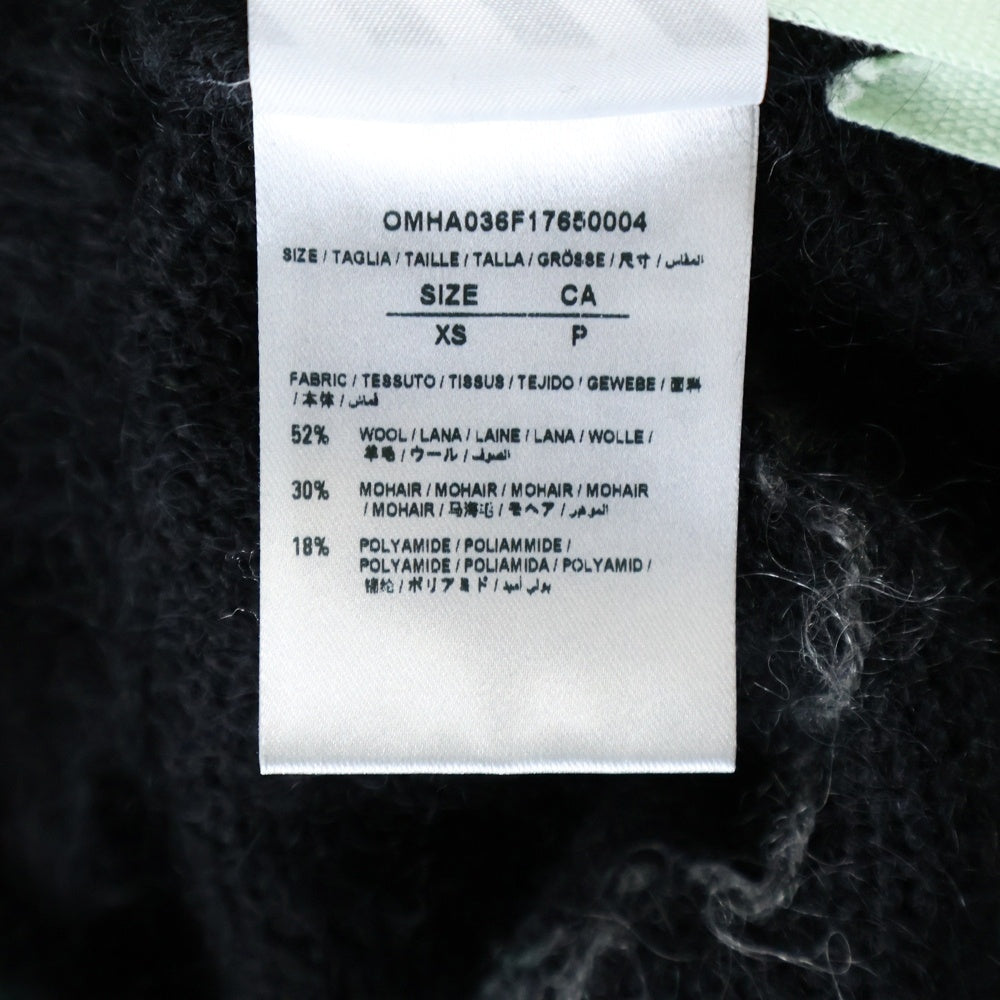 OMHA036F17650004
SIZE / TAGLIA / TAILLE / TALLA / GRÖSSE / 尺寸 / المقاس
SIZE CA
XS P
FABRIC / TESSUTO / TISSUS / TEJIDO / GEWEBE / 面料
/ 本体 / قماش
52% WOOL / LANA / LAINE / LANA / WOLLE /
羊毛 / ウール / الصوف
30% MOHAIR / MOHAIR / MOHAIR / MOHAIR
/ MOHAIR / 马海毛 / モヘア / الموهر
18% POLYAMIDE / POLIAMMIDE /
POLYAMIDE / POLIAMIDA / POLYAMID /
锦纶 / ポリアミド / بولي أميد